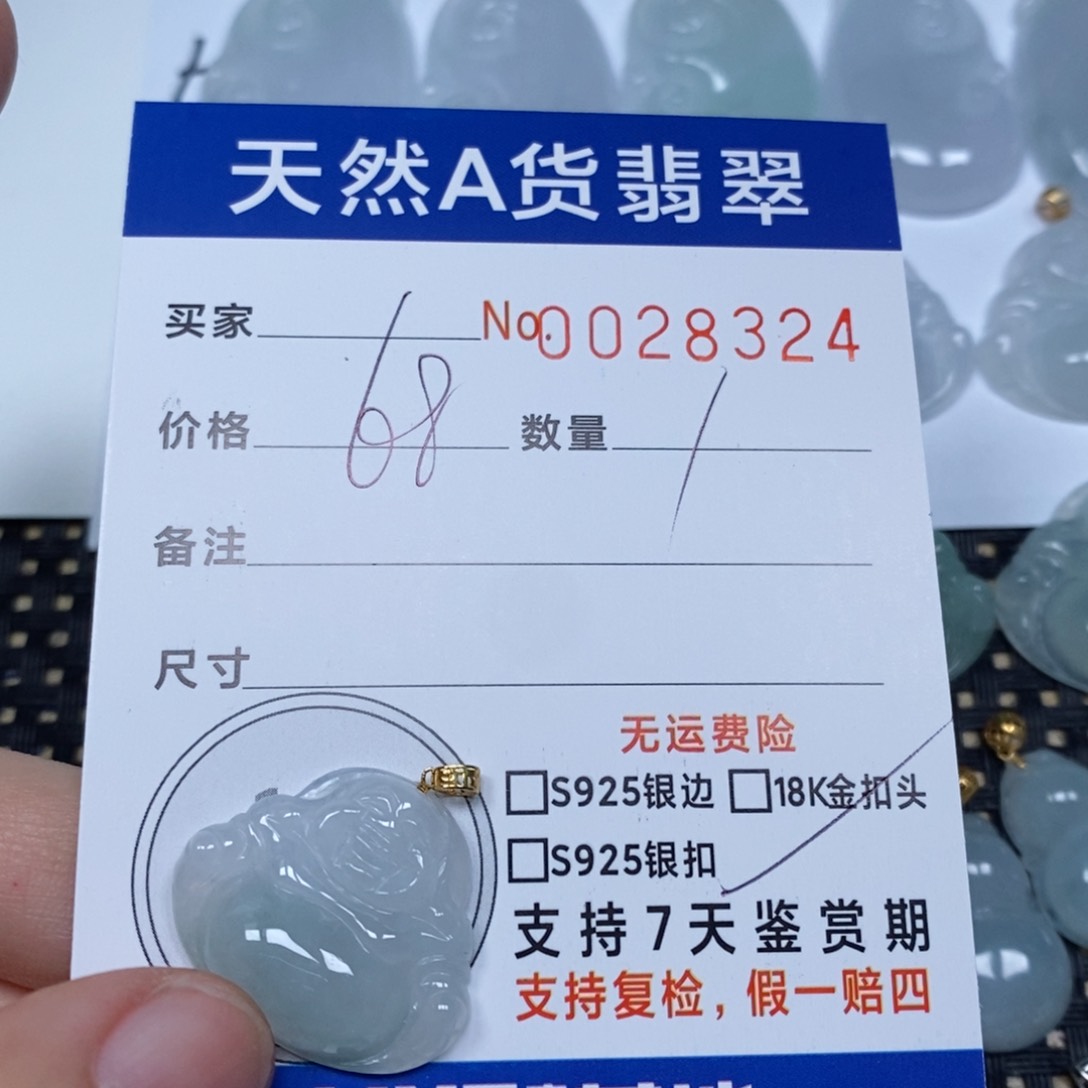 天然A货翡翠
买家 No.0028324
价格 68 数量 1
备注
尺寸
无运费险
S925银边 18K金扣头
S925银扣
支持7天鉴赏期
支持复检，假一赔四